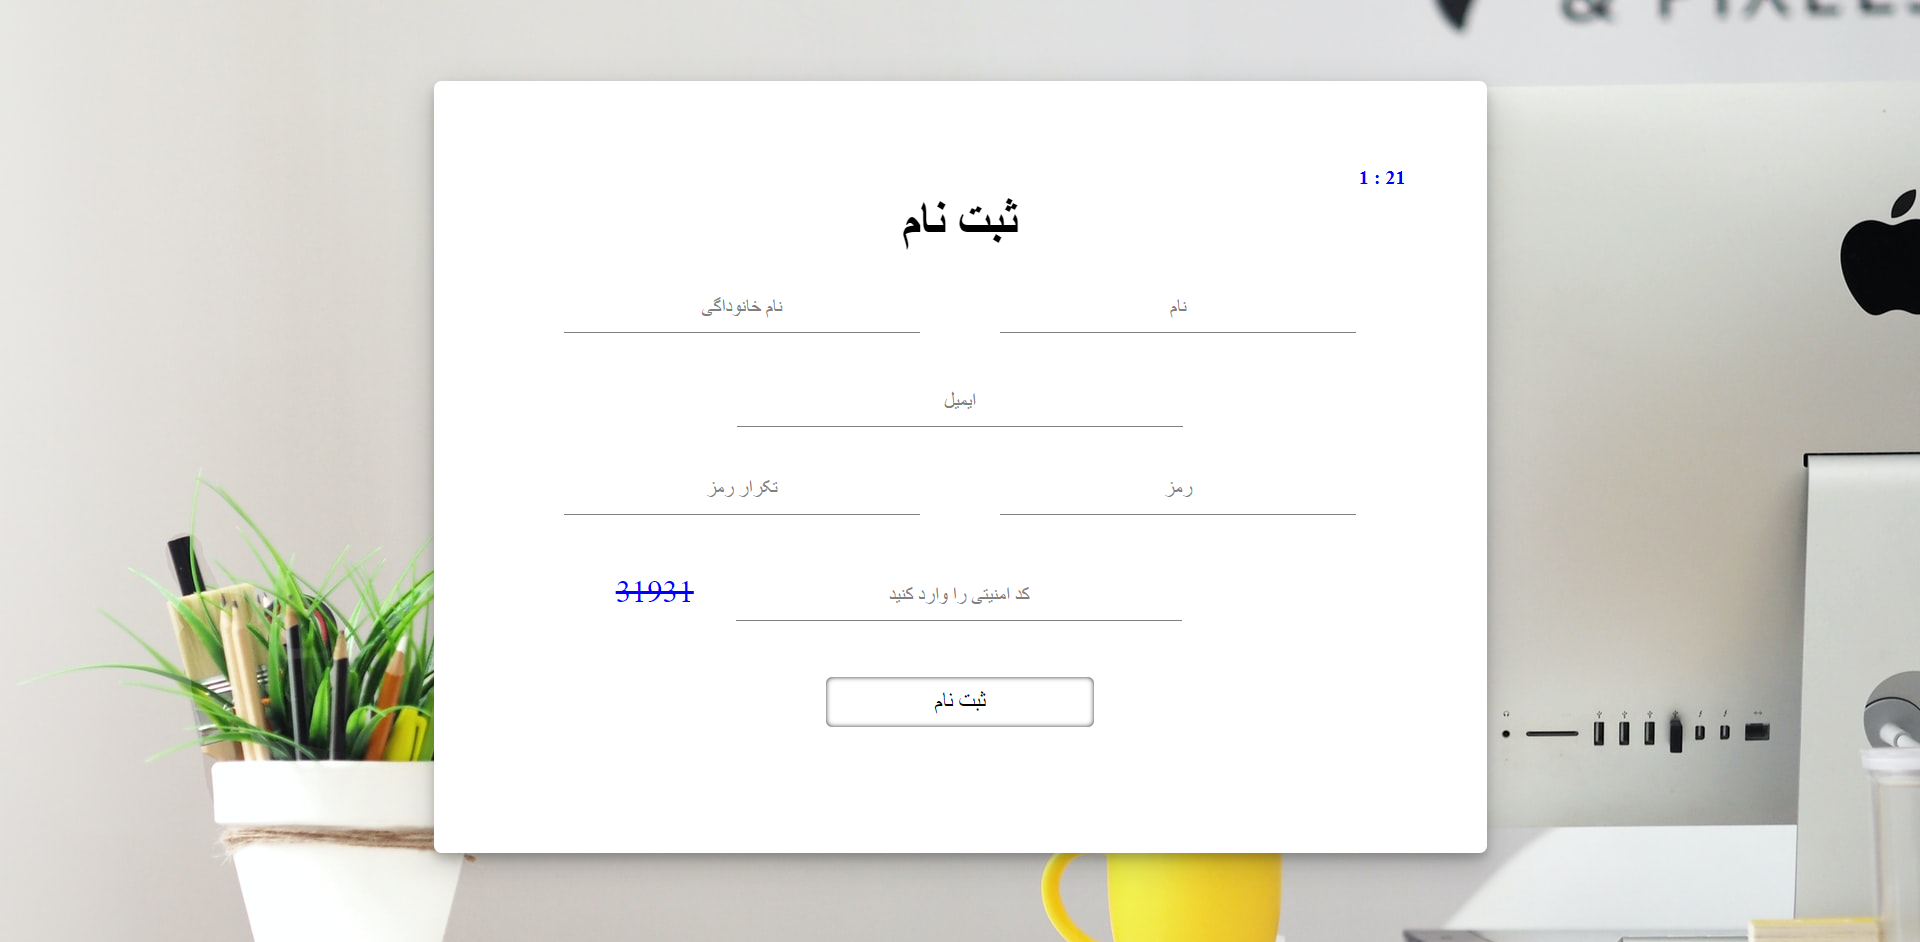 & PIXELS
1 : 21
ثبت نام
نام
نام خانوداگی
ایمیل
رمز
تکرار رمز
کد امنیتی را وارد کنید
31931
ثبت نام